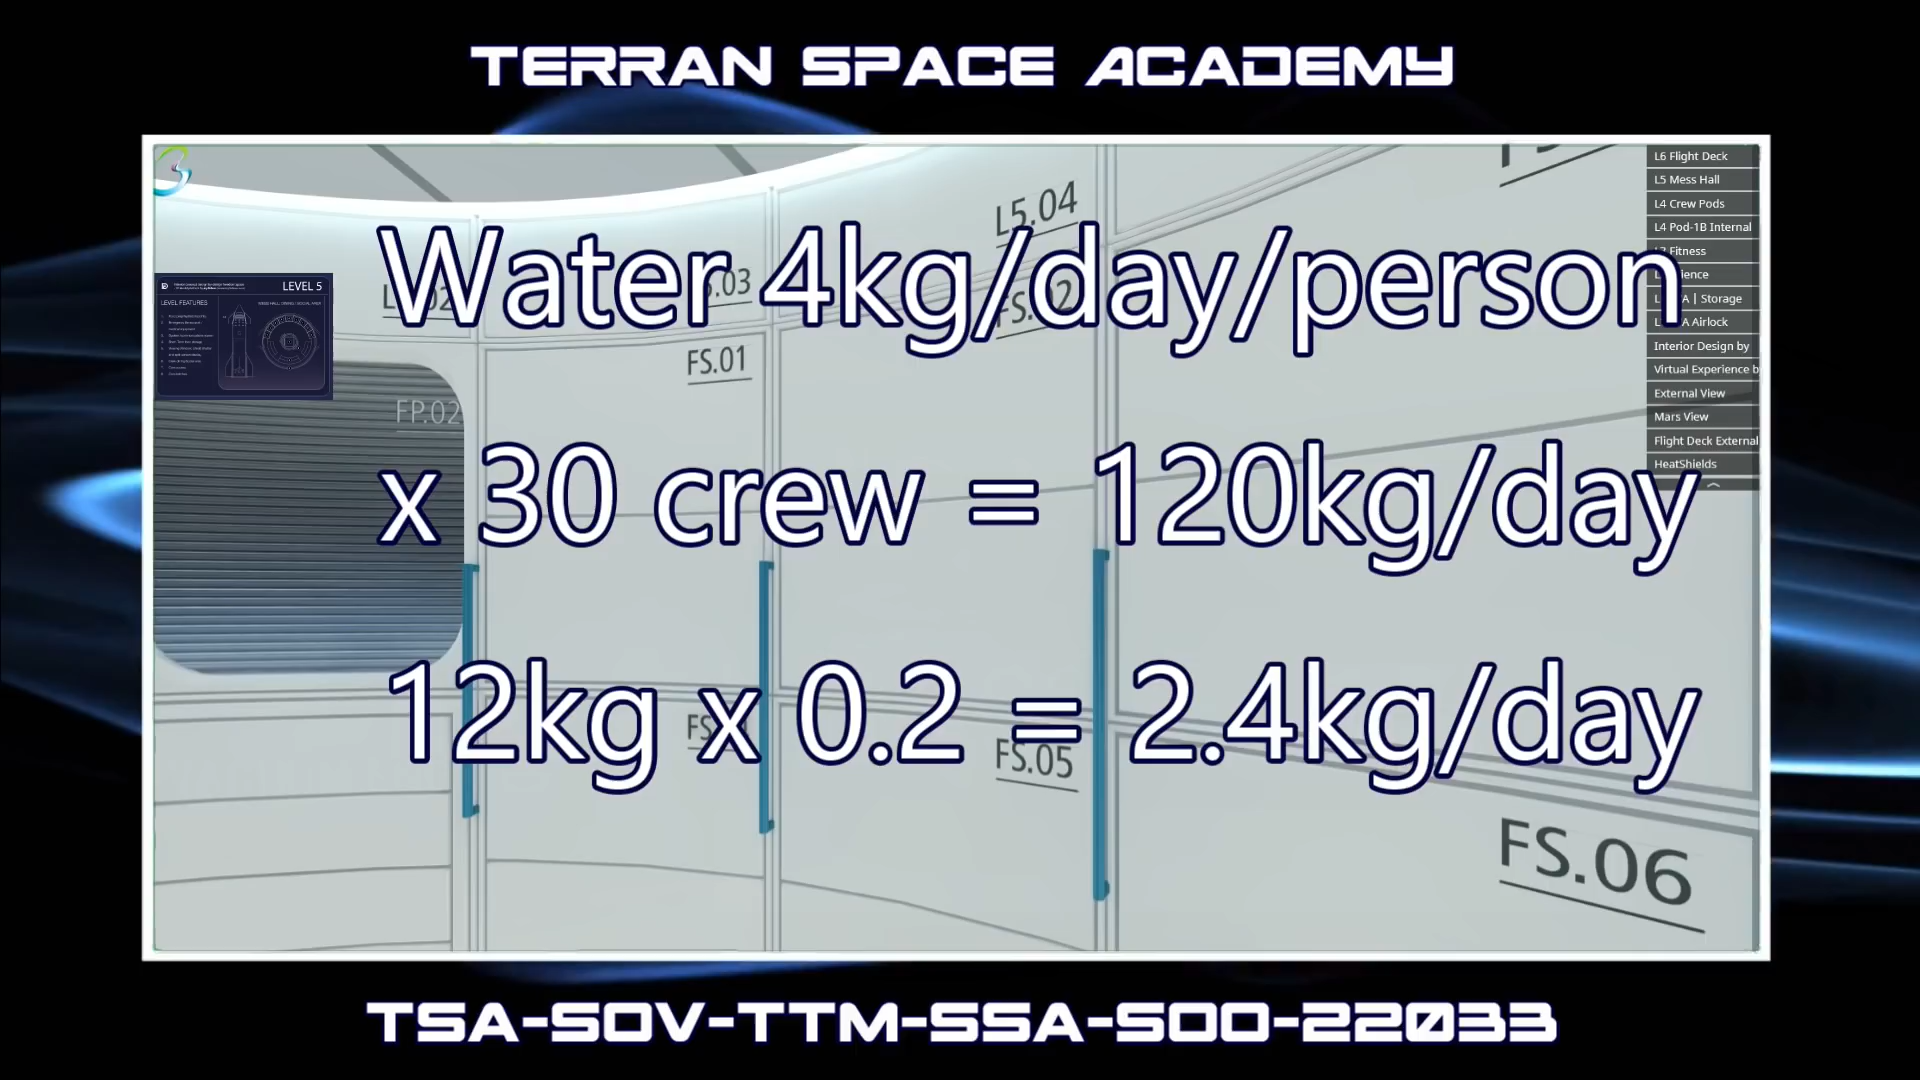 TERRAN SPACE ACADEMY
L6 Flight Deck
L5 Mess Hall
L4 Crew Pods
L4 Pod-1B Internal
Fitness
Storage
Airlock
Interior Design by
Virtual Experience b
External View
Mars View
Flight Deck External
HeatShields
LEVEL 5
LEVEL FEATURES
L5.04
FS.01
FP.02
FS.05
FS.06
Water 4kg/day/person
x 30 crew = 120kg/day
12kg x 0.2 = 2.4kg/day
TSA-SOV-TTM-SSA-SOO-22033